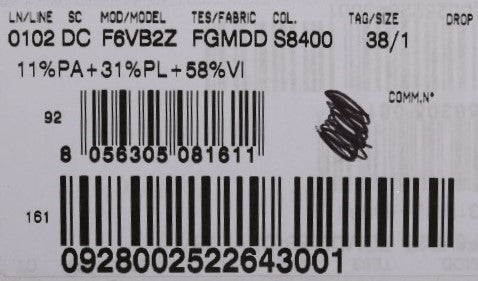 LN/LINE SC MOD/MODEL TES/FABRIC COL. TAG/SIZE DROP
0102 DC F6VB2Z FGMDD S8400 38/1
11%PA+31%PL+58%VI
COMM.N°
92
8 056305 081611
161
0928002522643001